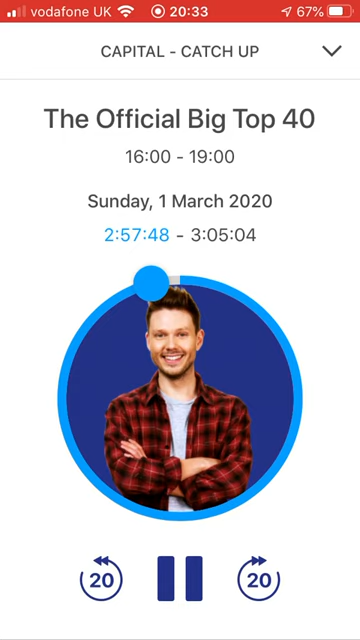 vodafone UK 20:33 67%
CAPITAL - CATCH UP
The Official Big Top 40
16:00 - 19:00
Sunday, 1 March 2020
2:57:48 - 3:05:04
20 20